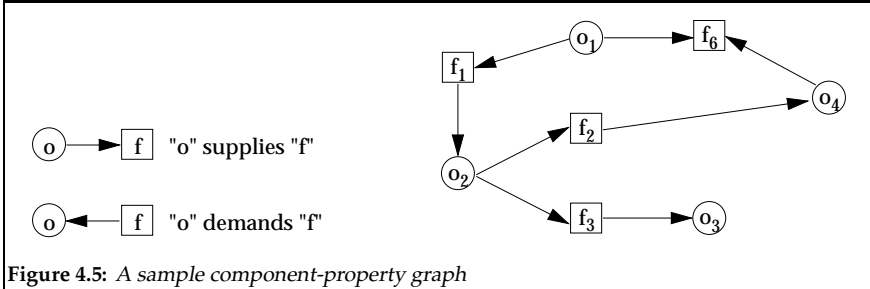 o₁
f₆
f₁
o₄
f₂
o f "o" supplies "f"
o₂
o f "o" demands "f"
f₃
o₃
Figure 4.5: A sample component-property graph